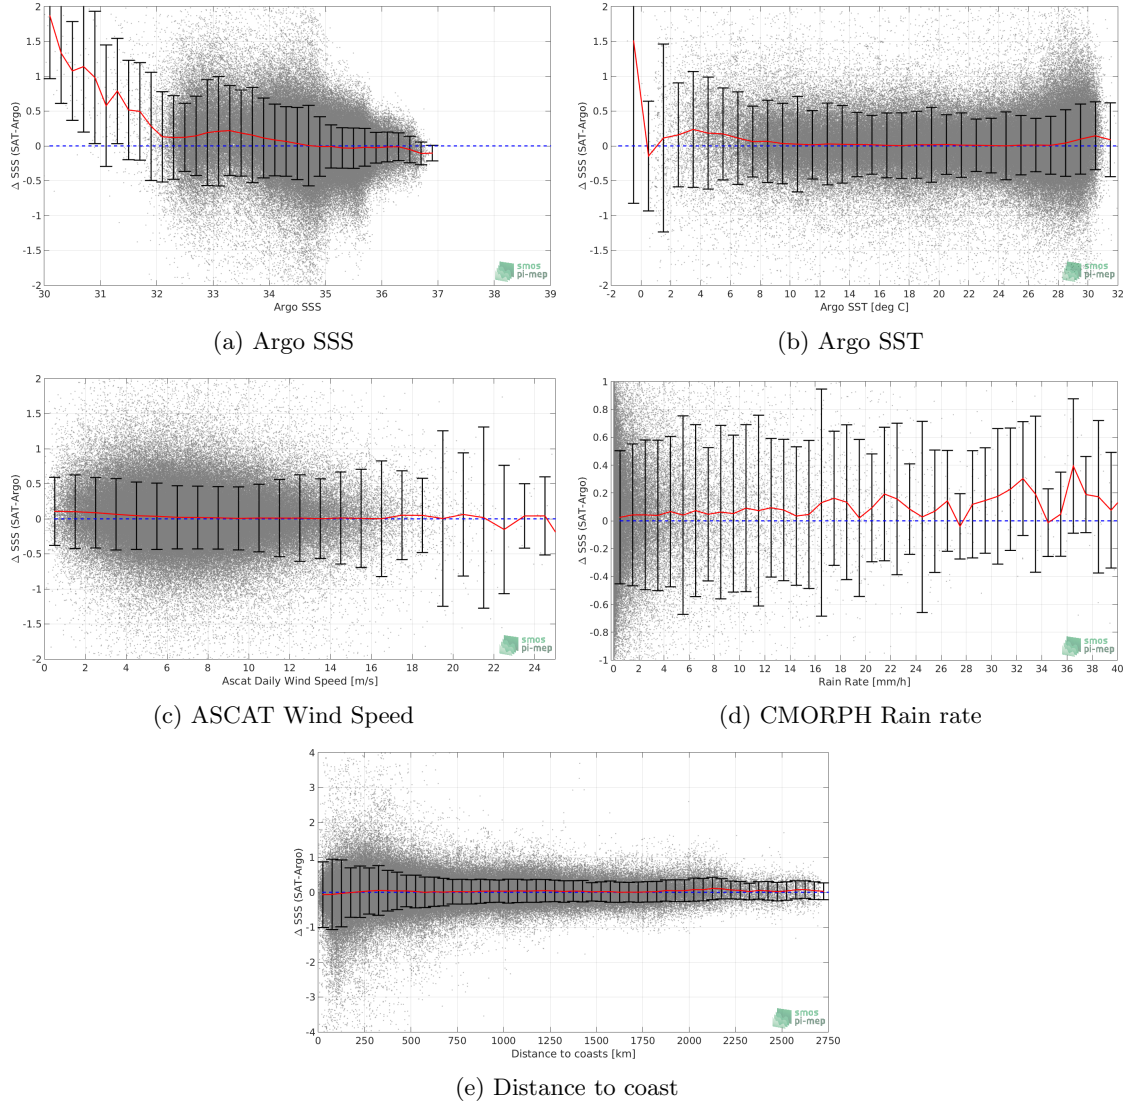 2
1.5
1
0.5
0
-0.5
-1
-1.5
-2
Δ SSS (SAT-Argo)
30 31 32 33 34 35 36 37 38 39
Argo SSS
smos
pi-mep
(a) Argo SSS
2
1.5
1
0.5
0
-0.5
-1
-1.5
-2
Δ SSS (SAT-Argo)
-2 0 2 4 6 8 10 12 14 16 18 20 22 24 26 28 30 32
Argo SST [deg C]
smos
pi-mep
(b) Argo SST
2
1.5
1
0.5
0
-0.5
-1
-1.5
-2
Δ SSS (SAT-Argo)
0 2 4 6 8 10 12 14 16 18 20 22 24
Ascat Daily Wind Speed [m/s]
smos
pi-mep
(c) ASCAT Wind Speed
1
0.8
0.6
0.4
0.2
0
-0.2
-0.4
-0.6
-0.8
-1
Δ SSS (SAT-Argo)
0 2 4 6 8 10 12 14 16 18 20 22 24 26 28 30 32 34 36 38 40
Rain Rate [mm/h]
smos
pi-mep
(d) CMORPH Rain rate
4
3
2
1
0
-1
-2
-3
-4
Δ SSS (SAT-Argo)
0 250 500 750 1000 1250 1500 1750 2000 2250 2500 2750
Distance to coasts [km]
smos
pi-mep
(e) Distance to coast